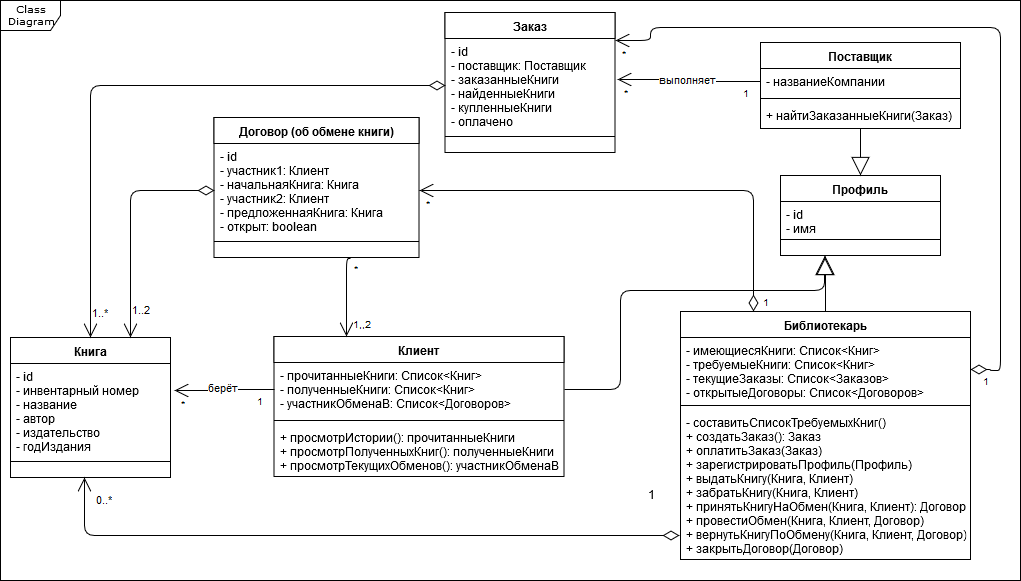 Class
Diagram
Заказ
- id
- поставщик: Поставщик
- заказанныеКниги
- найденныеКниги
- купленныеКниги
- оплачено
*
*
выполняет
1
Поставщик
- названиеКомпании
+ найтиЗаказанныеКниги(Заказ)
Договор (об обмене книги)
- id
- участник1: Клиент
- начальнаяКнига: Книга
- участник2: Клиент
- предложеннаяКнига: Книга
- открыт: boolean
*
*
Профиль
- id
- имя
1
1..*
1..2
1,,2
Книга
- id
- инвентарный номер
- название
- автор
- издательство
- годИздания
берёт
*
1
Клиент
- прочитанныеКниги: Список<Книг>
- полученныеКниги: Список<Книг>
- участникОбменаВ: Список<Договоров>
+ просмотрИстории(): прочитанныеКниги
+ просмотрПолученныхКниг(): полученныеКниги
+ просмотрТекущихОбменов(): участникОбменаВ
Библиотекарь
- имеющиесяКниги: Список<Книг>
- требуемыеКниги: Список<Книг>
- текущиеЗаказы: Список<Заказов>
- открытыеДоговоры: Список<Договоров>
- составитьСписокТребуемыхКниг()
+ создатьЗаказ(): Заказ
+ оплатитьЗаказ(Заказ)
+ зарегистрироватьПрофиль(Профиль)
+ выдатьКнигу(Книга, Клиент)
+ забратьКнигу(Книга, Клиент)
+ принятьКнигуНаОбмен(Книга, Клиент): Договор
+ провестиОбмен(Книга, Клиент, Договор)
+ вернутьКнигуПоОбмену(Книга, Клиент, Договор)
+ закрытьДоговор(Договор)
1
0..*
1